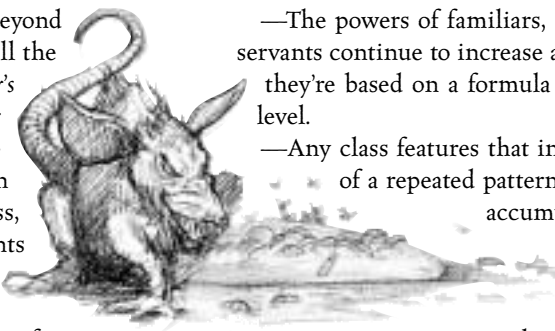 eyond
ll the
r's
n
ss,
nts
—The powers of familiars,
servants continue to increase a
they're based on a formula
level.
—Any class features that in
of a repeated pattern
accum